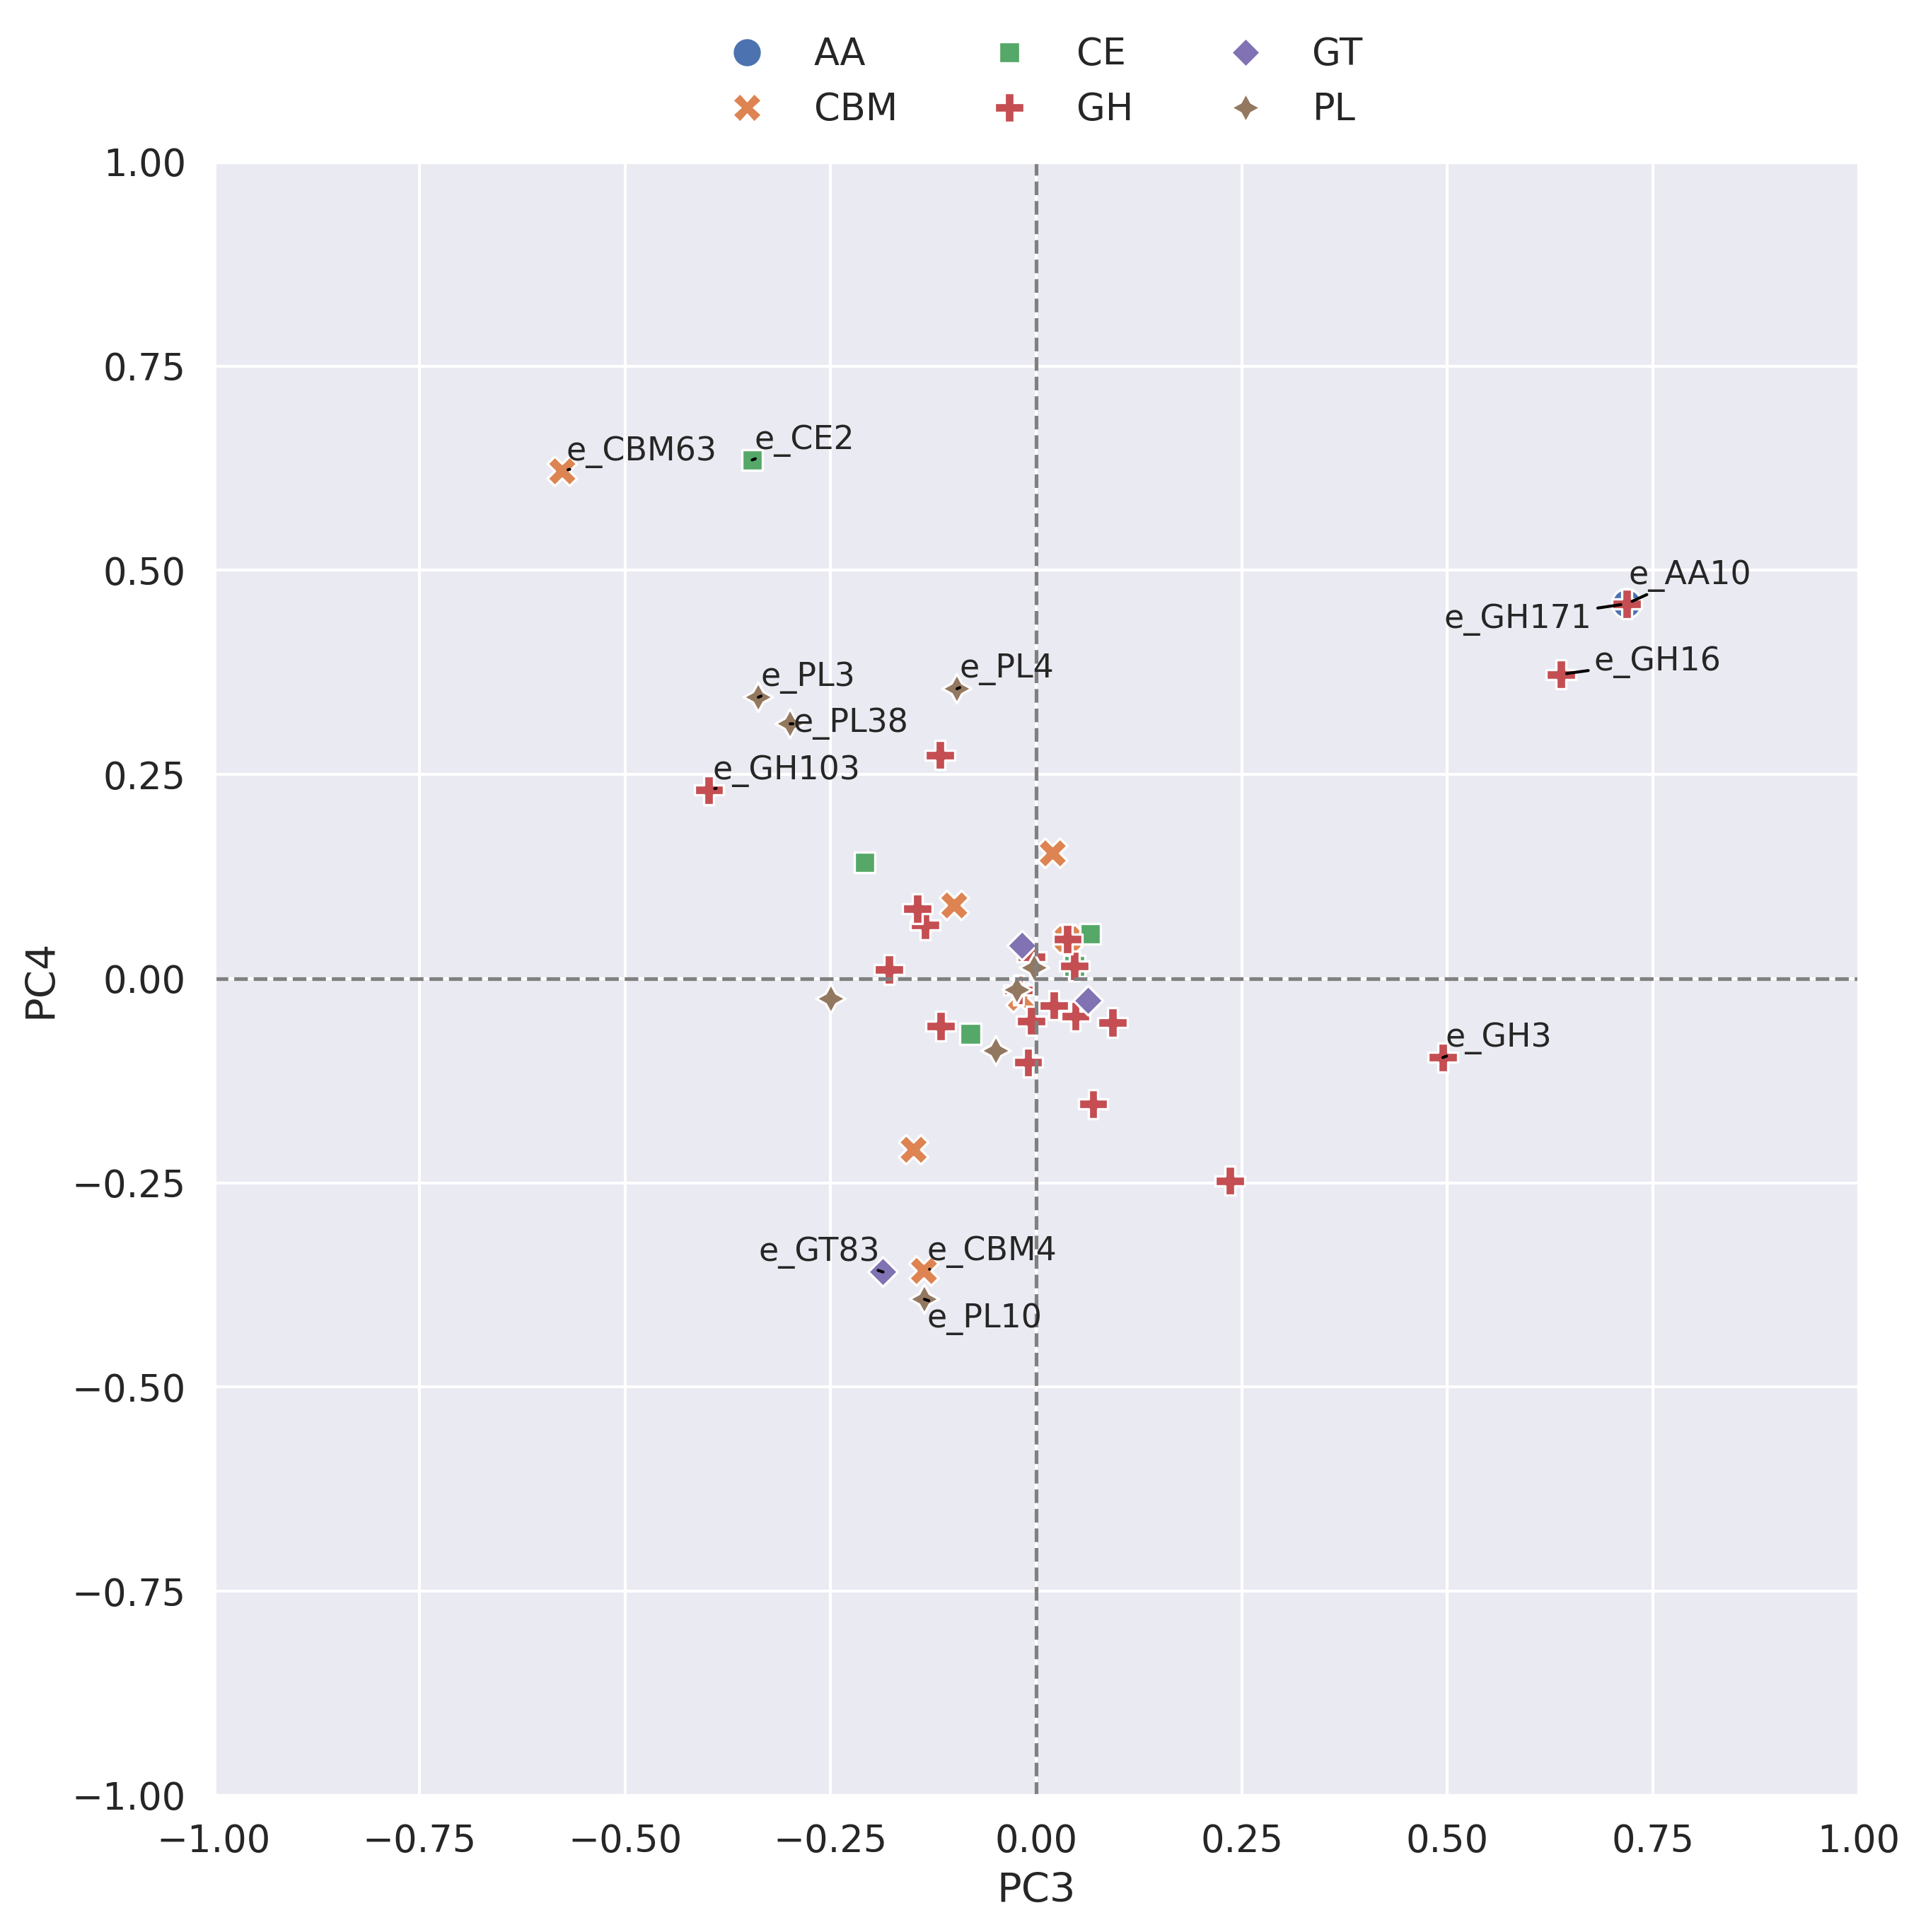 AA CE GT
CBM GH PL
1.00
0.75
0.50
0.25
0.00
−0.25
−0.50
−0.75
−1.00
PC4
e_CBM63
e_CE2
e_AA10
e_GH171
e_GH16
e_PL3
e_PL4
e_PL38
e_GH103
e_GH3
e_GT83
e_CBM4
e_PL10
−1.00 −0.75 −0.50 −0.25 0.00 0.25 0.50 0.75 1.00
PC3